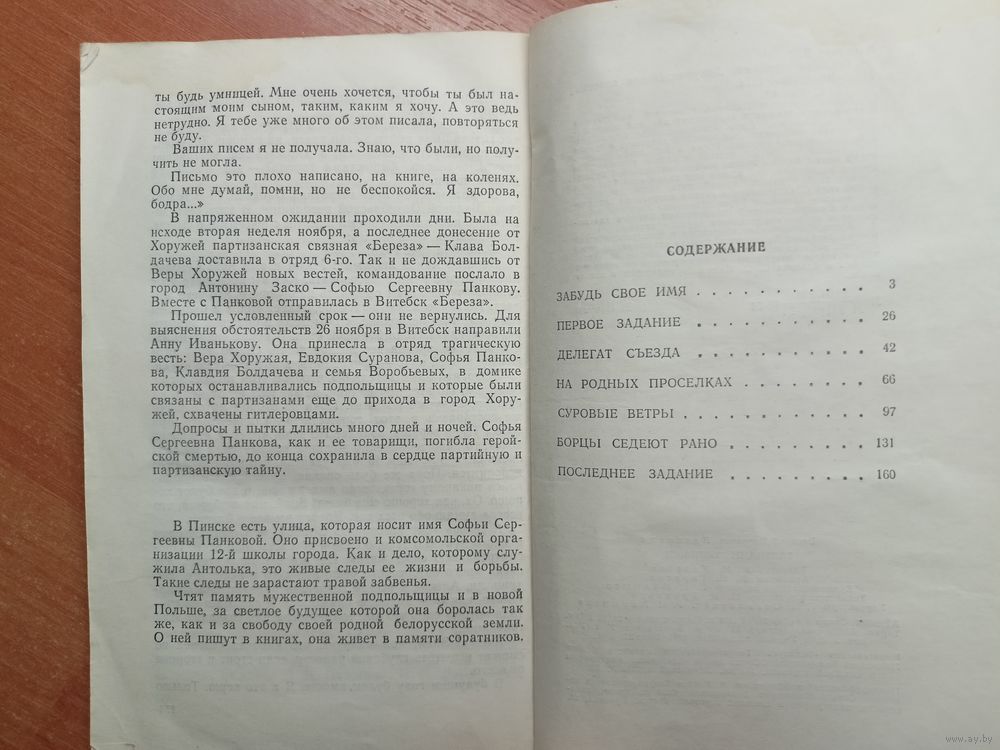 ты будь умницей. Мне очень хочется, чтобы ты был на-
стоящим моим сыном, таким, каким я хочу. А это ведь
нетрудно. Я тебе уже много об этом писала, повторяться
не буду.
Ваших писем я не получала. Знаю, что были, но полу-
чить не могла.
Письмо это плохо написано, на книге, на коленях.
Обо мне думай, помни, но не беспокойся. Я здорова,
бодра...»
В напряженном ожидании проходили дни. Была на
исходе вторая неделя ноября, а последнее донесение от
Хоружей партизанская связная «Береза» — Клава Бол-
дачева доставила в отряд 6-го. Так и не дождавшись от
Веры Хоружей новых вестей, командование послало в
город Антонину Заско — Софью Сергеевну Панкову.
Вместе с Панковой отправилась в Витебск «Береза».
Прошел условленный срок — они не вернулись. Для
выяснения обстоятельств 26 ноября в Витебск направили
Анну Иванькову. Она принесла в отряд трагическую
весть: Вера Хоружая, Евдокия Суранова, Софья Панко-
ва, Клавдия Болдачева и семья Воробьевых, в домике
которых останавливались подпольщицы и которые были
связаны с партизанами еще до прихода в город Хору-
жей, схвачены гитлеровцами.
Допросы и пытки длились много дней и ночей. Софья
Сергеевна Панкова, как и ее товарищи, погибла герой-
ской смертью, до конца сохранила в сердце партийную и
партизанскую тайну.
В Пинске есть улица, которая носит имя Софьи Сер-
геевны Панковой. Оно присвоено и комсомольской орга-
низации 12-й школы города. Как и дело, которому слу-
жила Антолька, это живые следы ее жизни и борьбы.
Такие следы не зарастают травой забвенья.
Чтят память мужественной подпольщицы и в новой
Польше, за светлое будущее которой она боролась так
же, как и за свободу своей родной белорусской земли.
О ней пишут в книгах, она живет в памяти соратников.
СОДЕРЖАНИЕ
ЗАБУДЬ СВОЕ ИМЯ . . . . . . . . . . . 3
ПЕРВОЕ ЗАДАНИЕ . . . . . . . . . . . 26
ДЕЛЕГАТ СЪЕЗДА . . . . . . . . . . . 42
НА РОДНЫХ ПРОСЕЛКАХ . . . . . . . . 66
СУРОВЫЕ ВЕТРЫ . . . . . . . . . . . . 97
БОРЦЫ СЕДЕЮТ РАНО . . . . . . . . . 131
ПОСЛЕДНЕЕ ЗАДАНИЕ . . . . . . . . . 160
www.ay.by